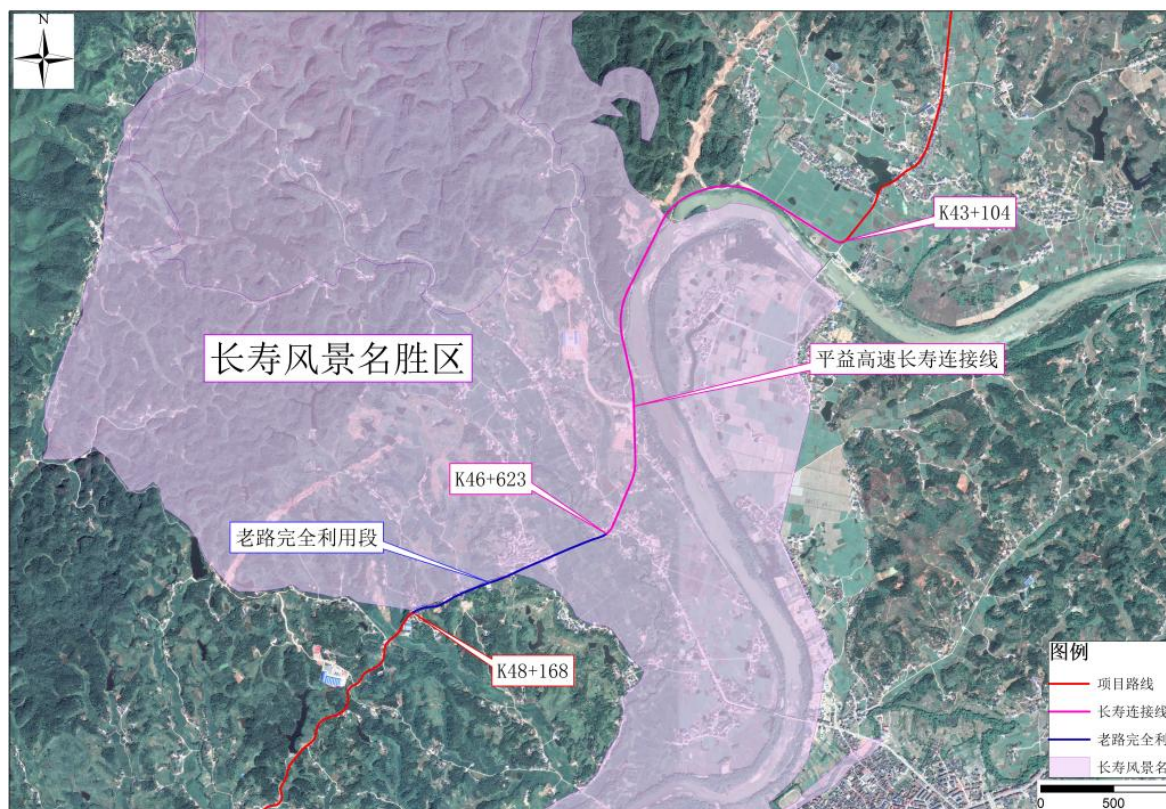 N
K43+104
长寿风景名胜区
平益高速长寿连接线
K46+623
老路完全利用段
K48+168
图例
项目路线
长寿连接线
老路完全利
长寿风景名
0 500